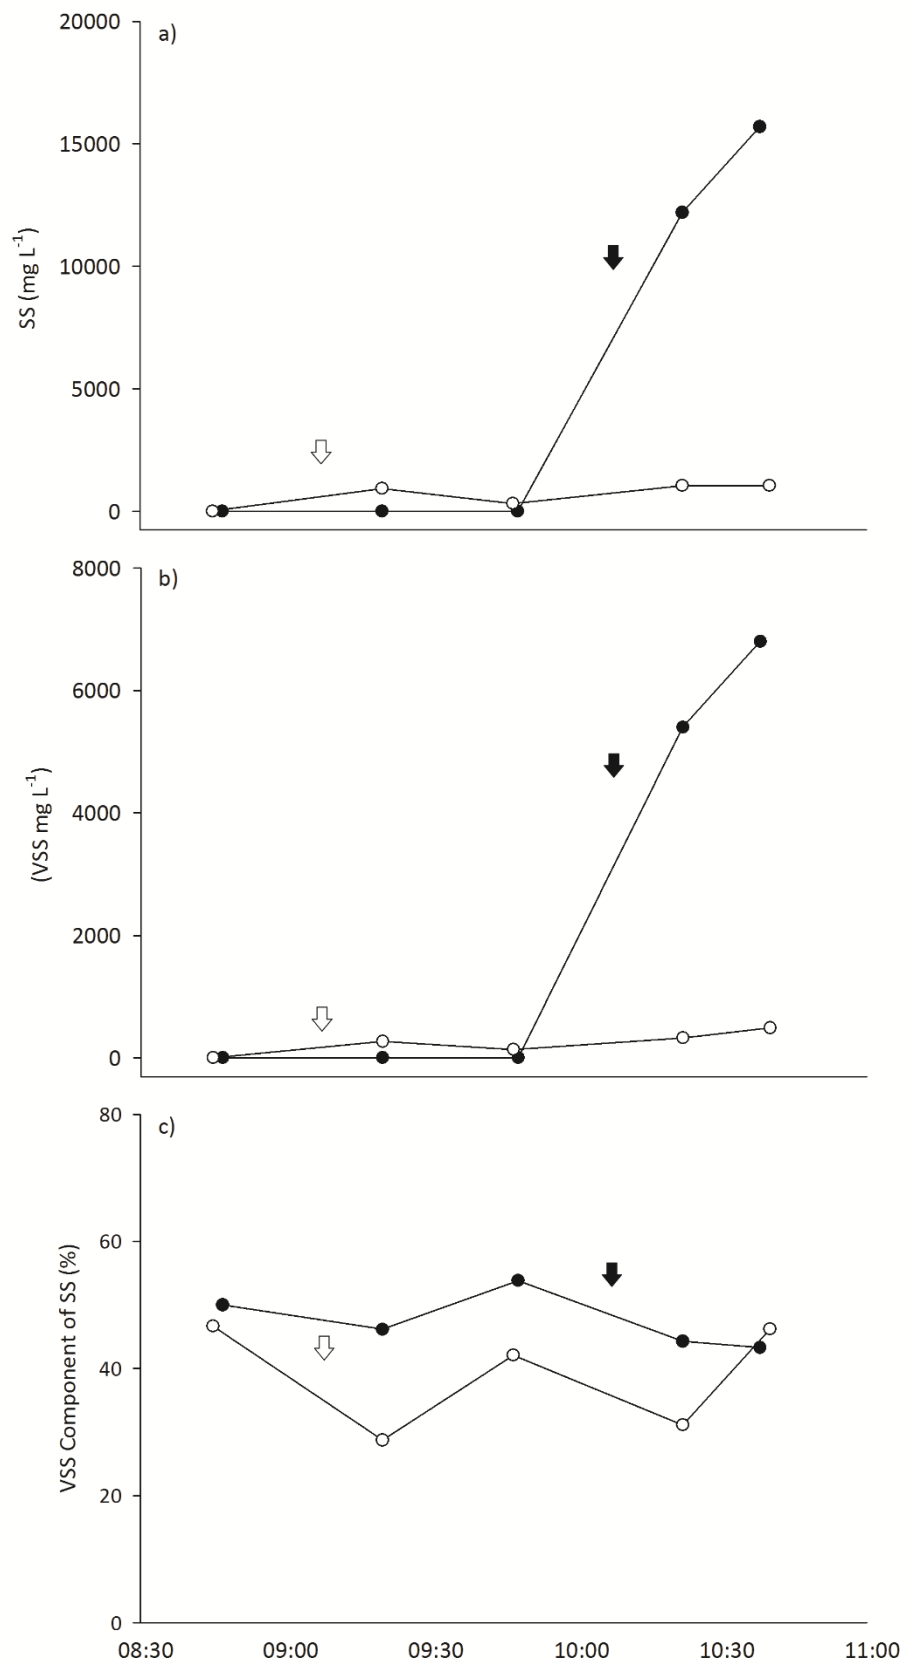 a)
20000
15000
10000
5000
0
SS (mg L⁻¹)
b)
8000
6000
4000
2000
0
(VSS mg L⁻¹)
c)
80
60
40
20
0
VSS Component of SS (%)
08:30 09:00 09:30 10:00 10:30 11:00